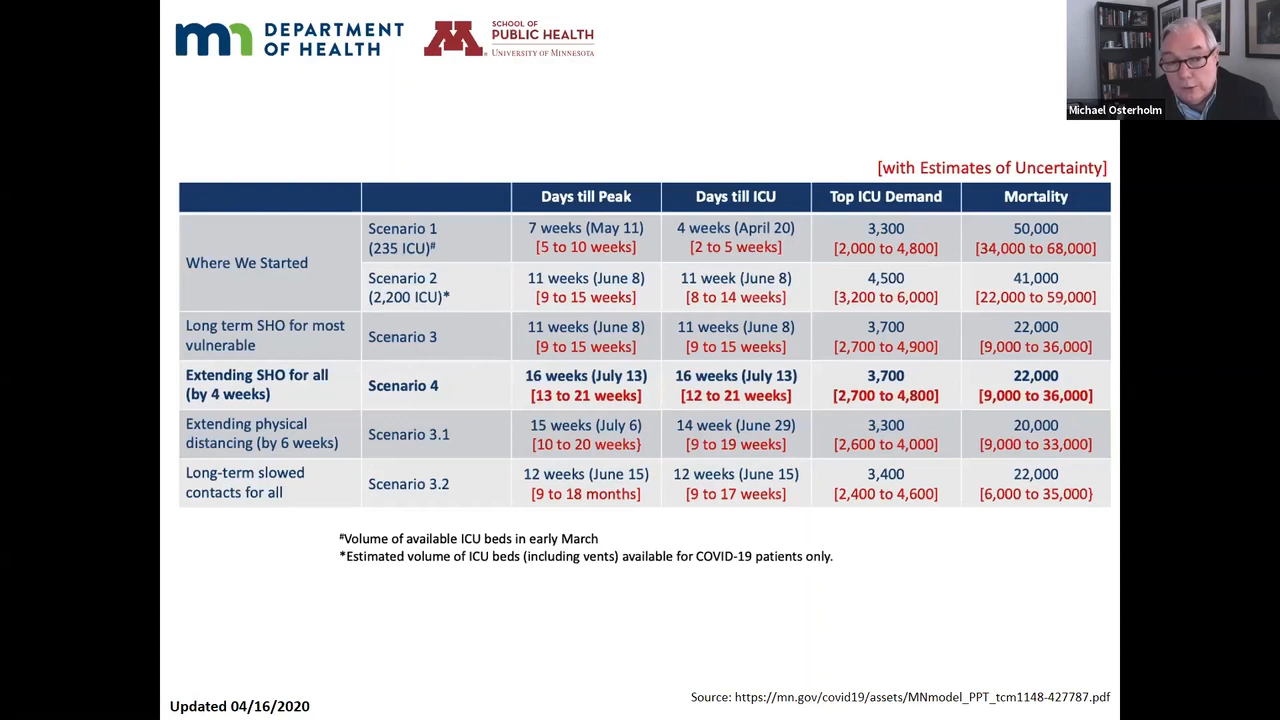 mn DEPARTMENT
OF HEALTH
M
SCHOOL OF
PUBLIC HEALTH
UNIVERSITY OF MINNESOTA
Michael Osterholm
[with Estimates of Uncertainty]
Days till Peak Days till ICU Top ICU Demand Mortality
Where We Started
Scenario 1
(235 ICU)#
7 weeks (May 11)
[5 to 10 weeks]
4 weeks (April 20)
[2 to 5 weeks]
3,300
[2,000 to 4,800]
50,000
[34,000 to 68,000]
Scenario 2
(2,200 ICU)*
11 weeks (June 8)
[9 to 15 weeks]
11 week (June 8)
[8 to 14 weeks]
4,500
[3,200 to 6,000]
41,000
[22,000 to 59,000]
Long term SHO for most
vulnerable
Scenario 3
11 weeks (June 8)
[9 to 15 weeks]
11 weeks (June 8)
[9 to 15 weeks]
3,700
[2,700 to 4,900]
22,000
[9,000 to 36,000]
Extending SHO for all
(by 4 weeks)
Scenario 4
16 weeks (July 13)
[13 to 21 weeks]
16 weeks (July 13)
[12 to 21 weeks]
3,700
[2,700 to 4,800]
22,000
[9,000 to 36,000]
Extending physical
distancing (by 6 weeks)
Scenario 3.1
15 weeks (July 6)
[10 to 20 weeks}
14 week (June 29)
[9 to 19 weeks]
3,300
[2,600 to 4,000]
20,000
[9,000 to 33,000]
Long-term slowed
contacts for all
Scenario 3.2
12 weeks (June 15)
[9 to 18 months]
12 weeks (June 15)
[9 to 17 weeks]
3,400
[2,400 to 4,600]
22,000
[6,000 to 35,000}
#Volume of available ICU beds in early March
*Estimated volume of ICU beds (including vents) available for COVID-19 patients only.
Updated 04/16/2020
Source: https://mn.gov/covid19/assets/MNmodel_PPT_tcm1148-427787.pdf